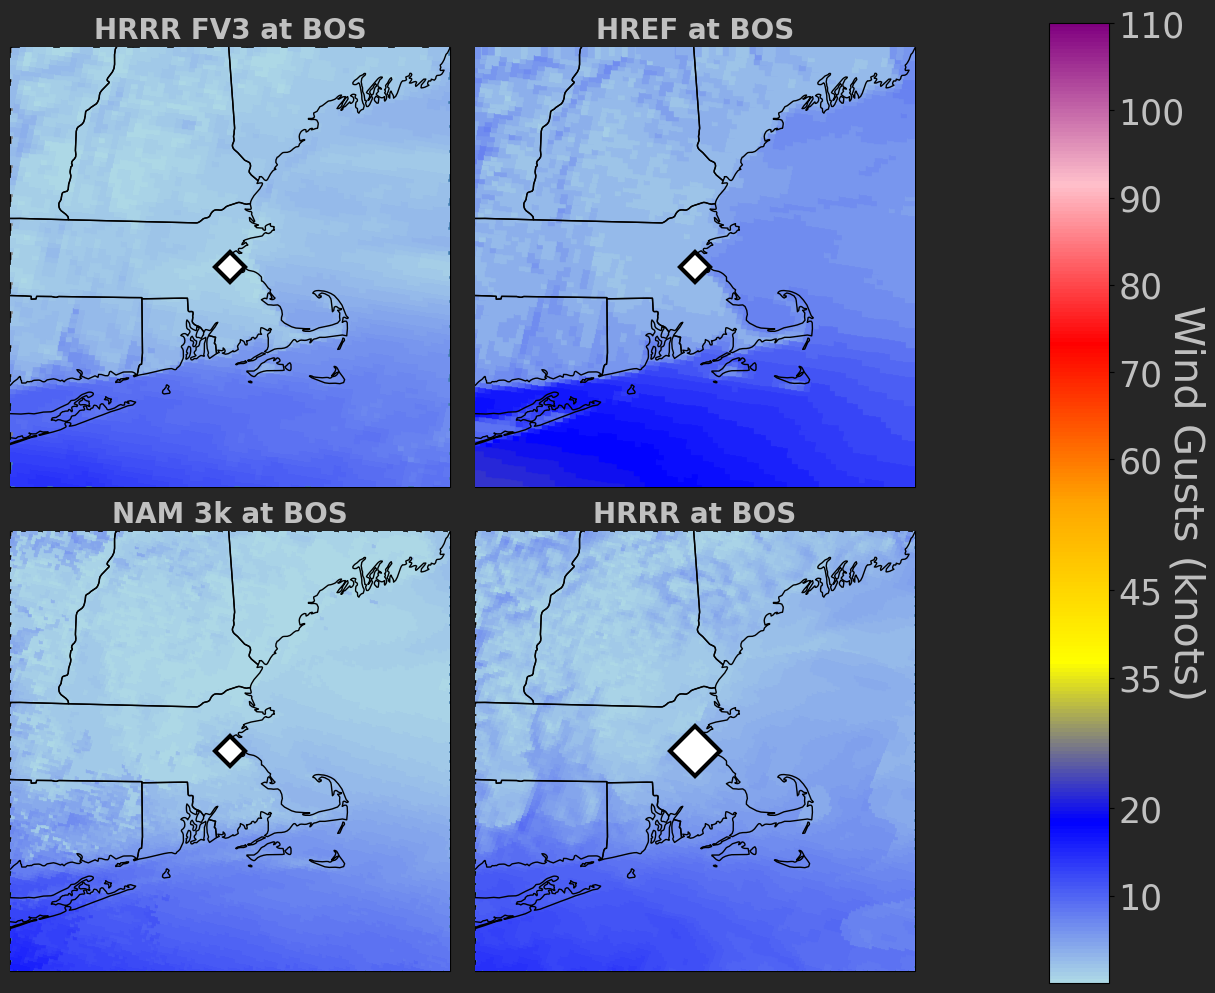 HRRR FV3 at BOS
HREF at BOS
NAM 3k at BOS
HRRR at BOS
110
100
90
80
70
60
45
35
20
10
Wind Gusts (knots)